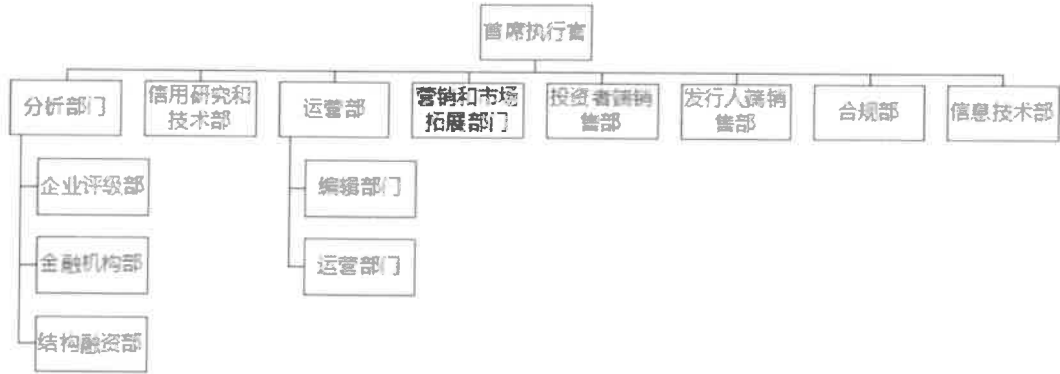 首席执行官
分析部门
信用研究和
技术部
运营部
营销和市场
拓展部门
投资者端销
售部
发行人端销
售部
合规部
信息技术部
企业评级部
编辑部门
金融机构部
运营部门
结构融资部